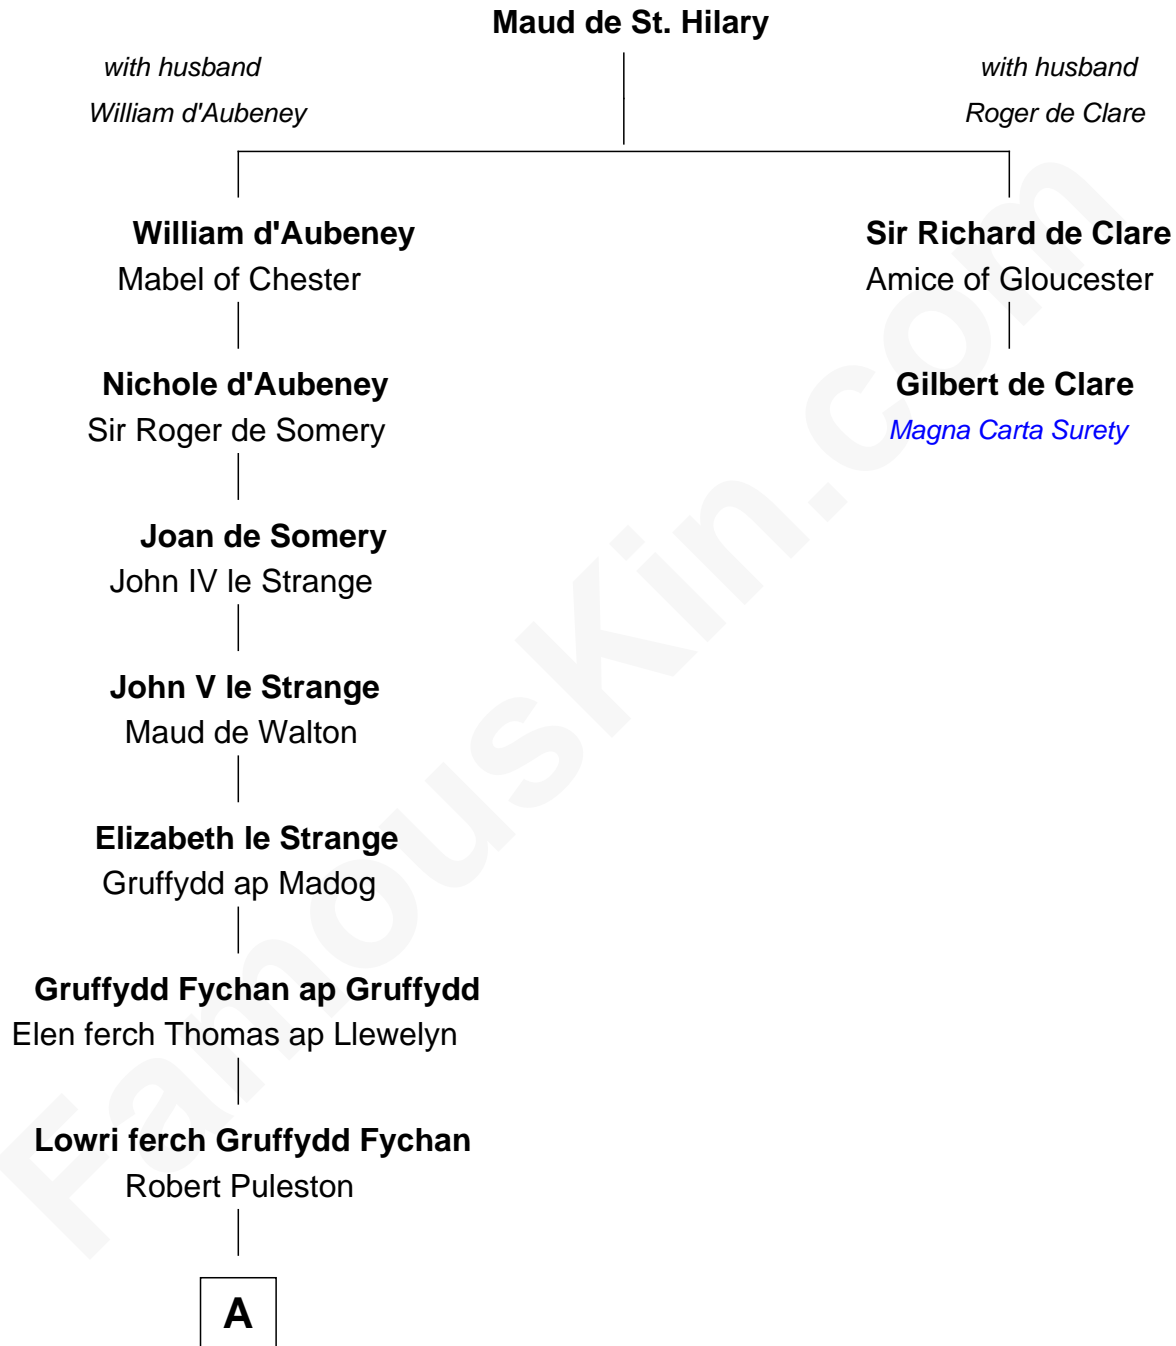 Maud de St. Hilary
with husband
William d'Aubeney
with husband
Roger de Clare
William d'Aubeney
Mabel of Chester
Sir Richard de Clare
Amice of Gloucester
Nichole d'Aubeney
Sir Roger de Somery
Gilbert de Clare
Magna Carta Surety
Joan de Somery
John IV le Strange
John V le Strange
Maud de Walton
Elizabeth le Strange
Gruffydd ap Madog
Gruffydd Fychan ap Gruffydd
Elen ferch Thomas ap Llewelyn
Lowri ferch Gruffydd Fychan
Robert Puleston
A
FamousKin.com